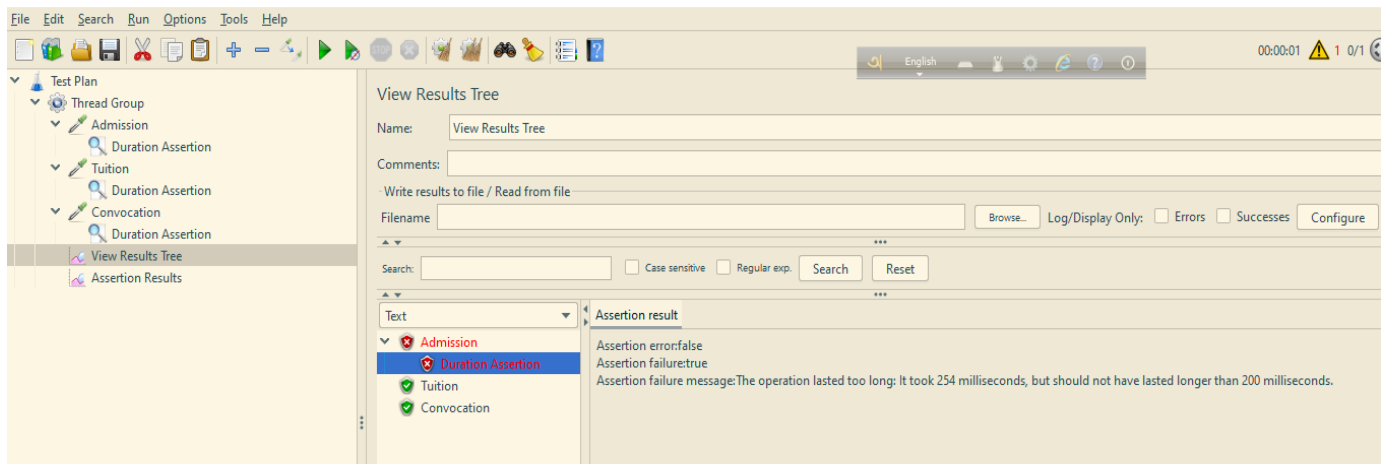 File Edit Search Run Options Tools Help
STOP
00:00:01 1 0/1
English
Test Plan
Thread Group
Admission
Duration Assertion
Tuition
Duration Assertion
Convocation
Duration Assertion
View Results Tree
Assertion Results
View Results Tree
Name: View Results Tree
Comments:
Write results to file / Read from file
Filename Browse... Log/Display Only: Errors Successes Configure
Search: Case sensitive Regular exp. Search Reset
Text
Admission
Duration Assertion
Tuition
Convocation
Assertion result
Assertion error:false
Assertion failure:true
Assertion failure message:The operation lasted too long: It took 254 milliseconds, but should not have lasted longer than 200 milliseconds.